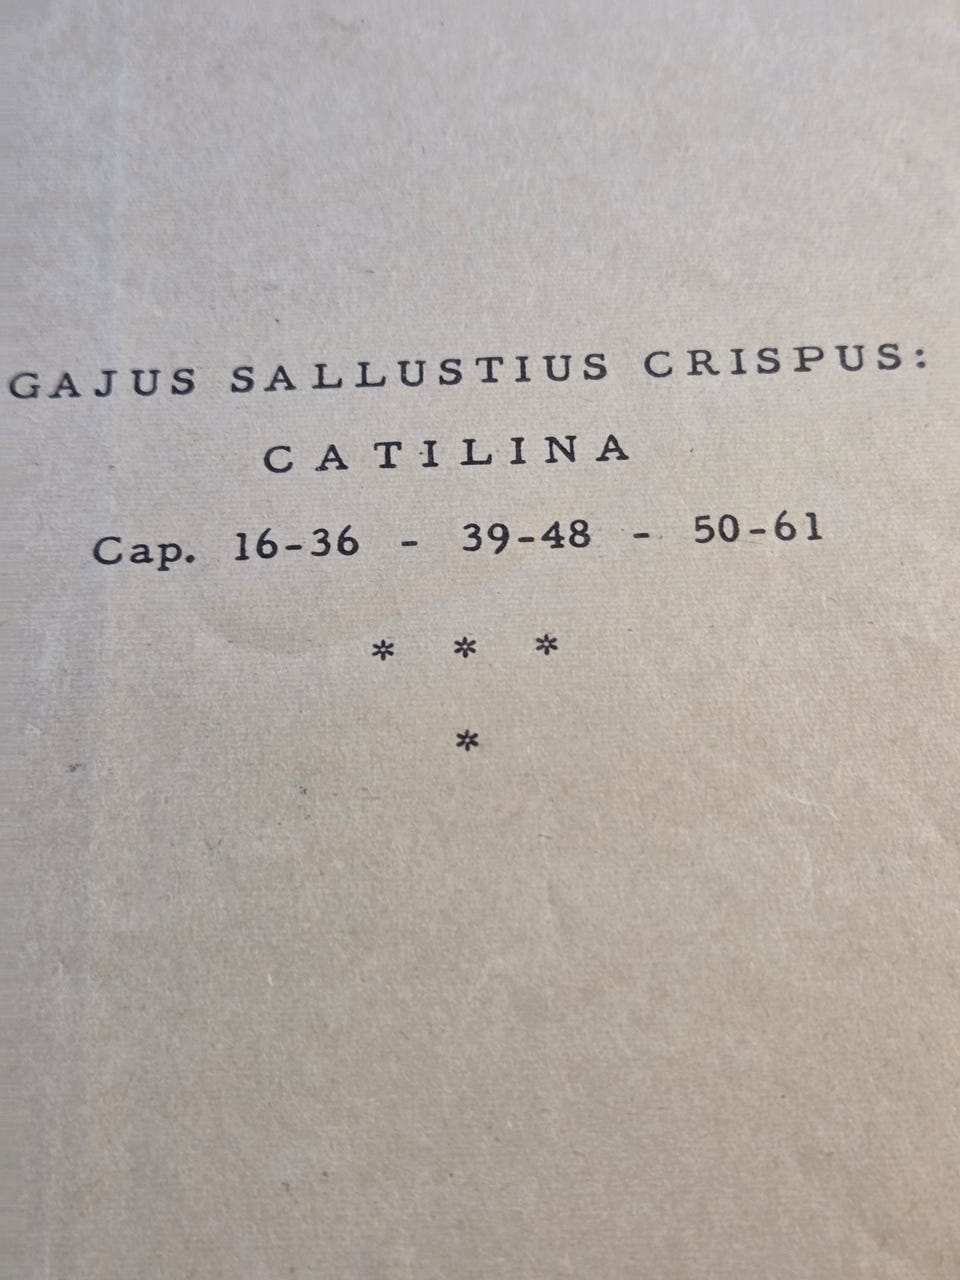 GAJUS SALLUSTIUS CRISPUS:
CATILINA
Cap. 16-36 - 39-48 - 50-61
* * *
*